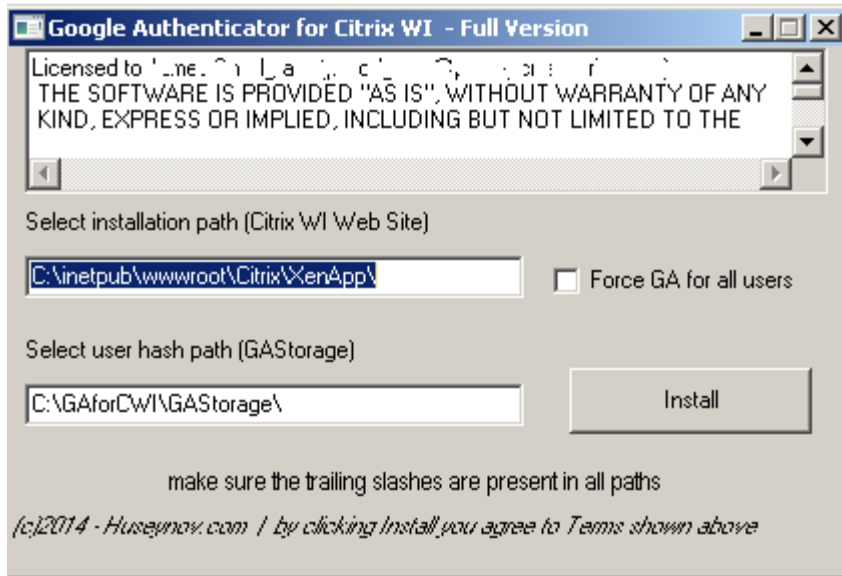 Google Authenticator for Citrix WI - Full Version
Licensed to
THE SOFTWARE IS PROVIDED "AS IS", WITHOUT WARRANTY OF ANY
KIND, EXPRESS OR IMPLIED, INCLUDING BUT NOT LIMITED TO THE
Select installation path (Citrix WI Web Site)
C:\inetpub\wwwroot\Citrix\XenApp\
Force GA for all users
Select user hash path (GAStorage)
C:\GAforCWI\GAStorage\
Install
make sure the trailing slashes are present in all paths
(c)2014 - Huseynov.com / by clicking Install you agree to Terms shown above